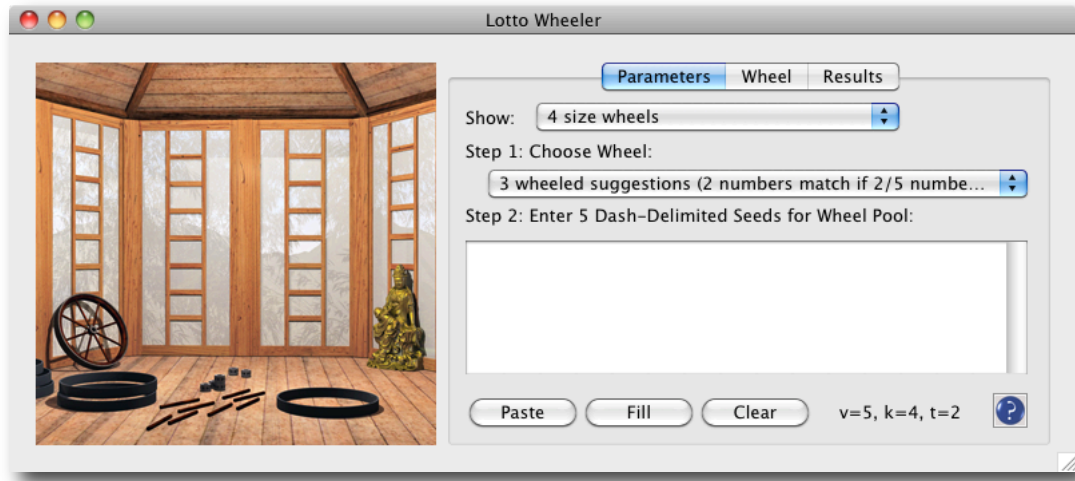 Lotto Wheeler
Parameters Wheel Results
Show: 4 size wheels
Step 1: Choose Wheel:
3 wheeled suggestions (2 numbers match if 2/5 numbe...
Step 2: Enter 5 Dash-Delimited Seeds for Wheel Pool:
Paste Fill Clear v=5, k=4, t=2 ?